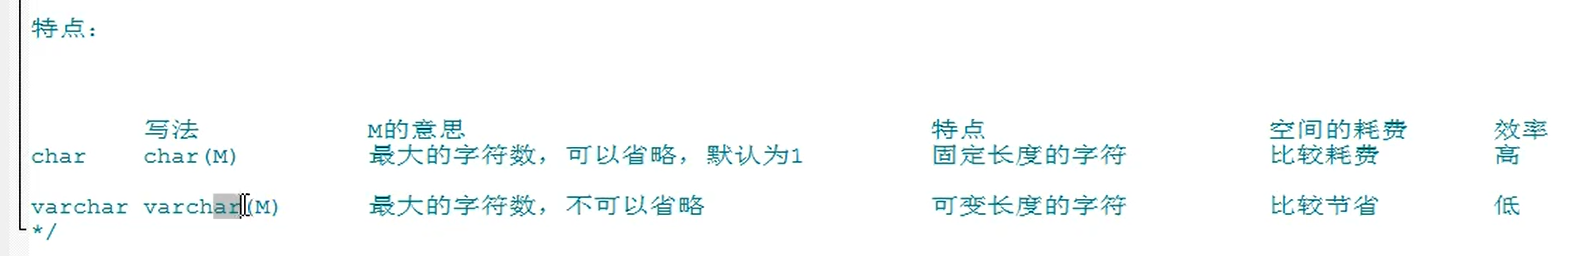 特点：
写法 M的意思 特点 空间的耗费 效率
char char(M) 最大的字符数，可以省略，默认为1 固定长度的字符 比较耗费 高
varchar varchar(M) 最大的字符数，不可以省略 可变长度的字符 比较节省 低
*/